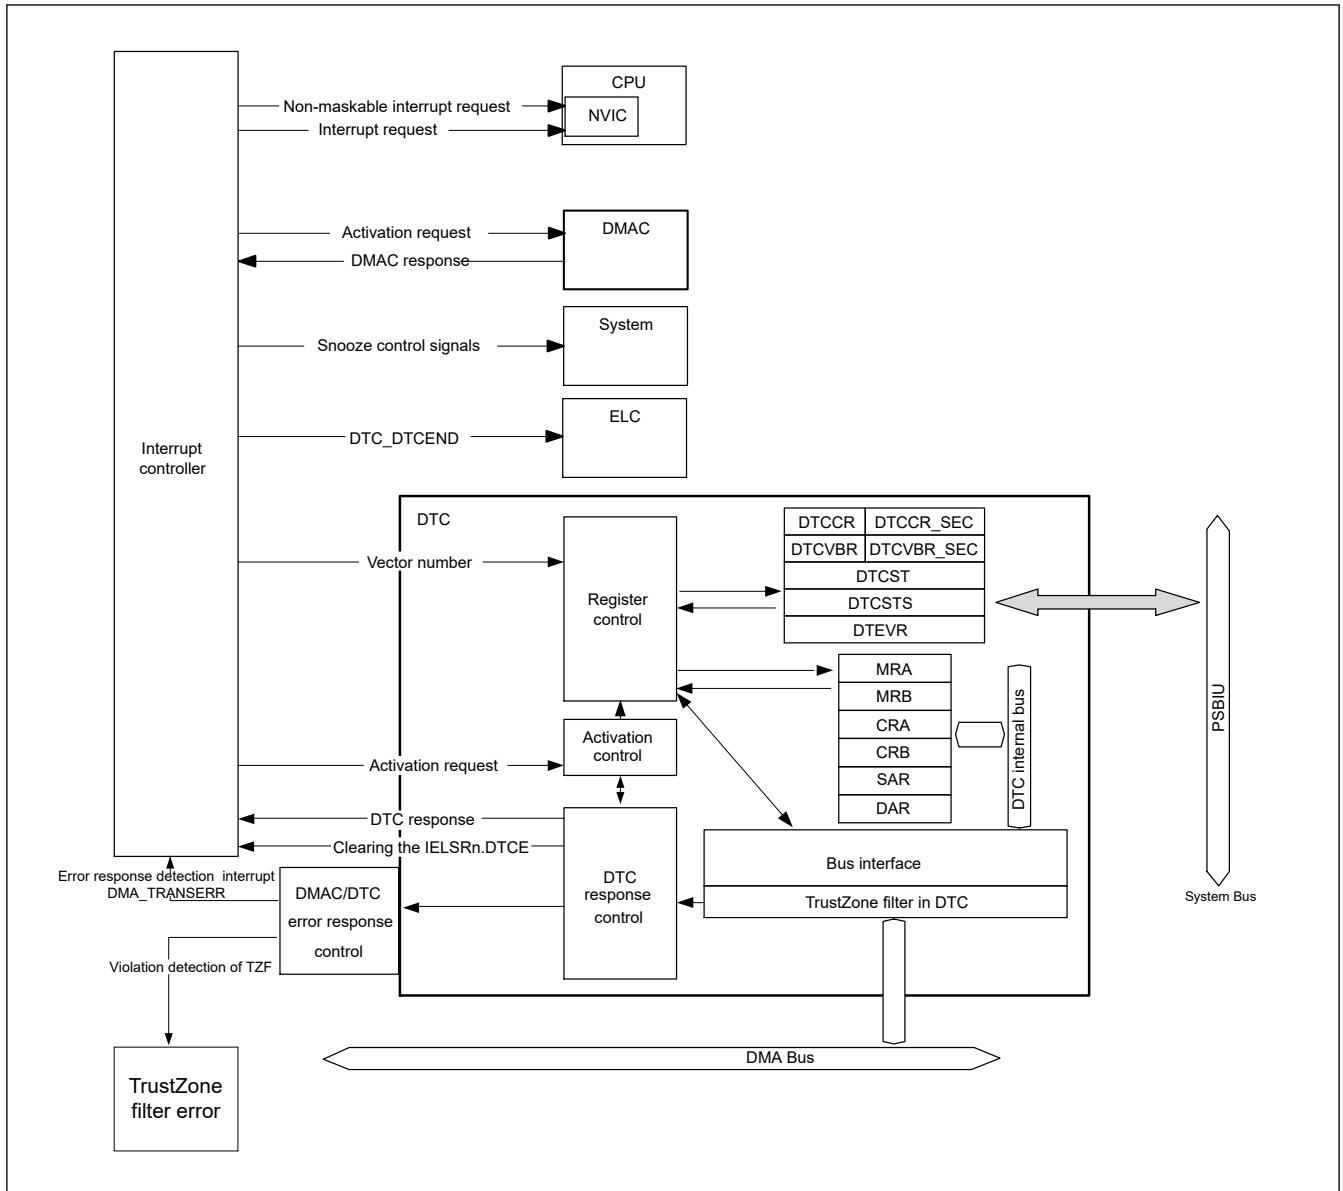 CPU
Non-maskable interrupt request
NVIC
Interrupt request
Activation request
DMAC
DMAC response
System
Snooze control signals
ELC
DTC_DTCEND
Interrupt
controller
DTC
Vector number
Register
control
DTCCR DTCCR_SEC
DTCVBR DTCVBR_SEC
DTCST
DTCSTS
DTEVR
MRA
MRB
CRA
CRB
SAR
DAR
DTC internal bus
PSBIU
System Bus
Activation
control
Activation request
DTC response
Clearing the IELSRn.DTCE
DTC
response
control
Bus interface
TrustZone filter in DTC
Error response detection interrupt
DMA_TRANSERR
DMAC/DTC
error response
control
Violation detection of TZF
DMA Bus
TrustZone
filter error